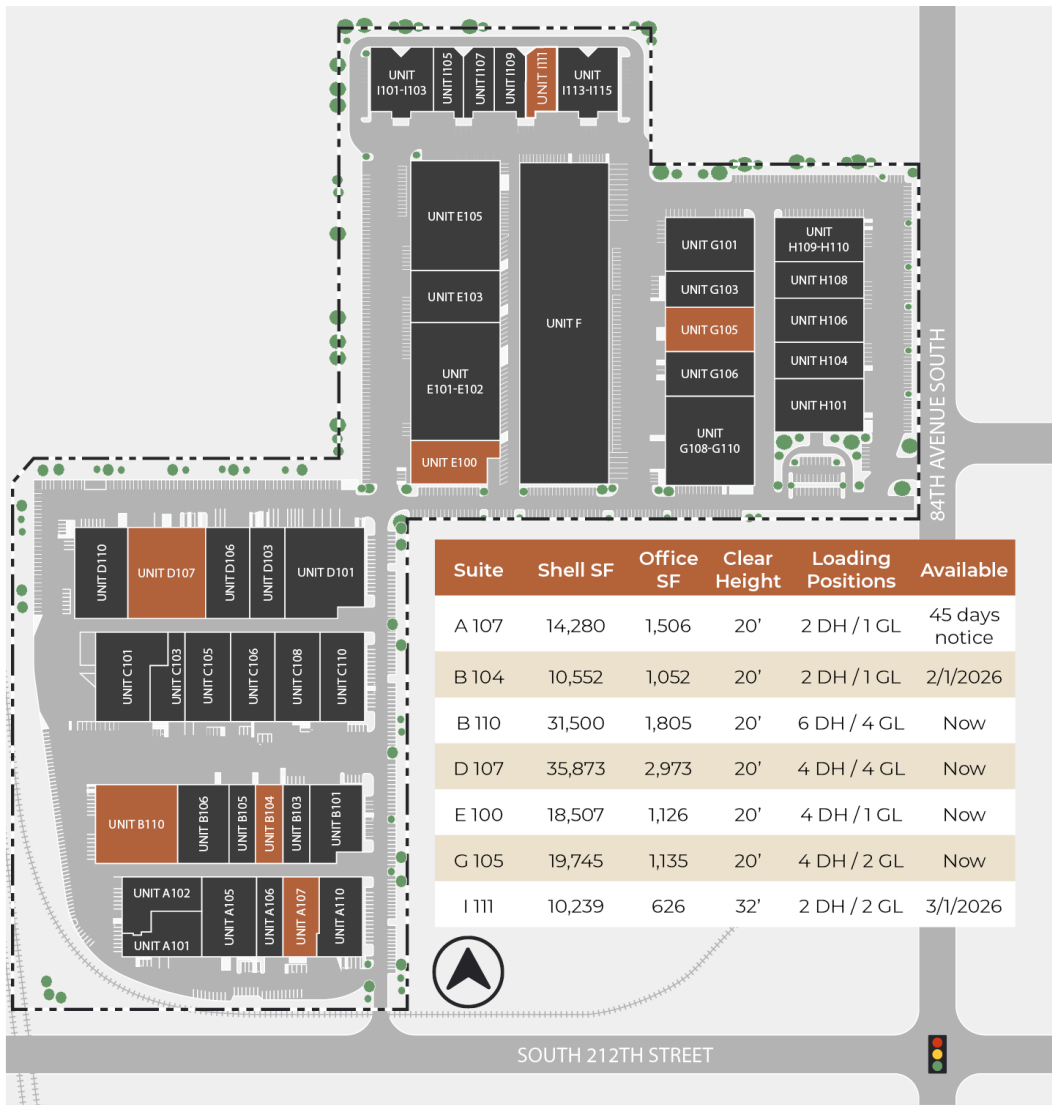 UNIT
I101-I103
UNIT I105
UNIT I107
UNIT I109
UNIT I111
UNIT
I113-I115
UNIT E105
UNIT E103
UNIT
E101-E102
UNIT E100
UNIT F
UNIT G101
UNIT G103
UNIT G105
UNIT G106
UNIT
G108-G110
UNIT
H109-H110
UNIT H108
UNIT H106
UNIT H104
UNIT H101
84TH AVENUE SOUTH
UNIT D110
UNIT D107
UNIT D106
UNIT D103
UNIT D101
UNIT C101
UNIT C103
UNIT C105
UNIT C106
UNIT C108
UNIT C110
UNIT B110
UNIT B106
UNIT B105
UNIT B104
UNIT B103
UNIT B101
UNIT A102
UNIT A101
UNIT A105
UNIT A106
UNIT A107
UNIT A110
Suite Shell SF Office SF Clear Height Loading Positions Available
A 107 14,280 1,506 20’ 2 DH / 1 GL 45 days notice
B 104 10,552 1,052 20’ 2 DH / 1 GL 2/1/2026
B 110 31,500 1,805 20’ 6 DH / 4 GL Now
D 107 35,873 2,973 20’ 4 DH / 4 GL Now
E 100 18,507 1,126 20’ 4 DH / 1 GL Now
G 105 19,745 1,135 20’ 4 DH / 2 GL Now
I 111 10,239 626 32’ 2 DH / 2 GL 3/1/2026
SOUTH 212TH STREET